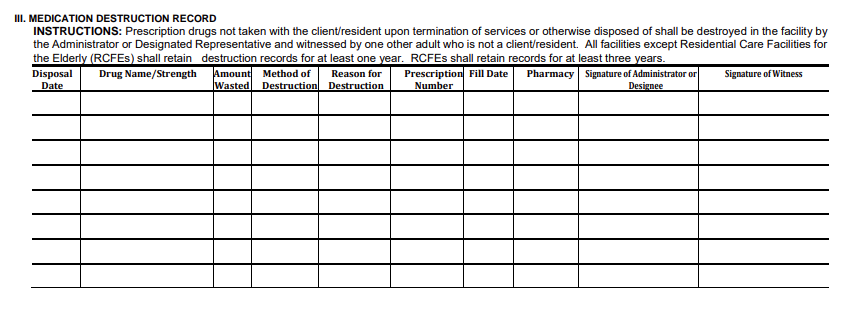 III. MEDICATION DESTRUCTION RECORD
INSTRUCTIONS: Prescription drugs not taken with the client/resident upon termination of services or otherwise disposed of shall be destroyed in the facility by
the Administrator or Designated Representative and witnessed by one other adult who is not a client/resident. All facilities except Residential Care Facilities for
the Elderly (RCFEs) shall retain destruction records for at least one year. RCFEs shall retain records for at least three years.
Disposal Date
Drug Name/Strength
Amount Wasted
Method of Destruction
Reason for Destruction
Prescription Number
Fill Date
Pharmacy
Signature of Administrator or Designee
Signature of Witness